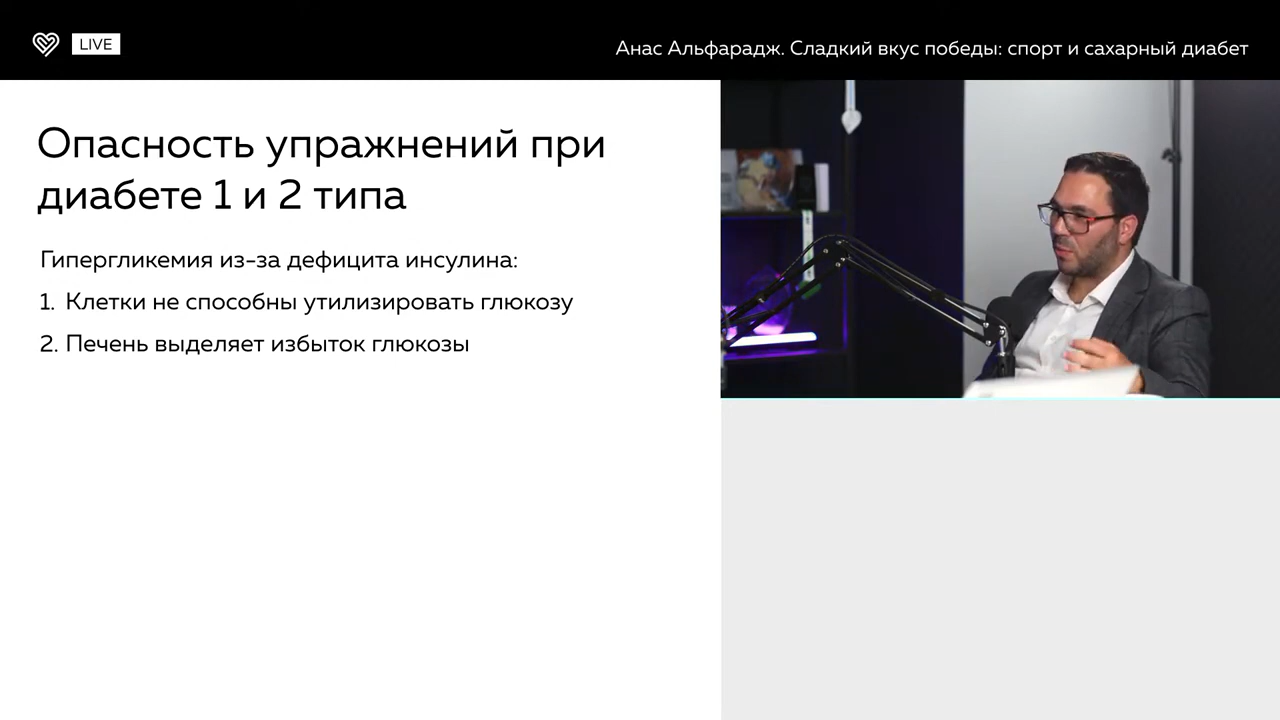 LIVE
Анас Альфарадж. Сладкий вкус победы: спорт и сахарный диабет
Опасность упражнений при
диабете 1 и 2 типа
Гипергликемия из-за дефицита инсулина:
1. Клетки не способны утилизировать глюкозу
2. Печень выделяет избыток глюкозы